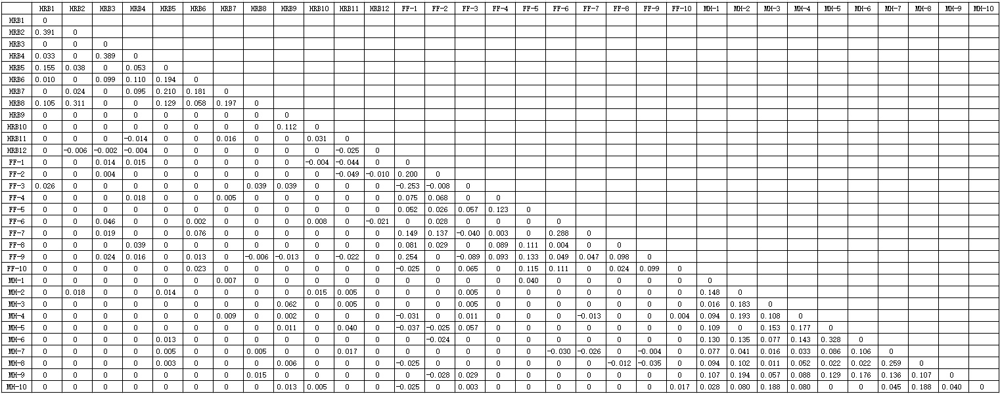 HRB1 HRB2 HRB3 HRB4 HRB5 HRB6 HRB7 HRB8 HRB9 HRB10 HRB11 HRB12 FF-1 FF-2 FF-3 FF-4 FF-5 FF-6 FF-7 FF-8 FF-9 FF-10 MH-1 MH-2 MH-3 MH-4 MH-5 MH-6 MH-7 MH-8 MH-9 MH-10
HRB1 0
HRB2 0.391 0
HRB3 0 0 0
HRB4 0.033 0 0.389 0
HRB5 0.155 0.038 0 0.053 0
HRB6 0.010 0 0.099 0.110 0.194 0
HRB7 0 0.024 0 0.095 0.210 0.181 0
HRB8 0.105 0.311 0 0 0.129 0.058 0.197 0
HRB9 0 0 0 0 0 0 0 0 0
HRB10 0 0 0 0 0 0 0 0 0.112 0
HRB11 0 0 0 -0.014 0 0 0.016 0 0 0.031 0
HRB12 0 -0.006 -0.002 -0.004 0 0 0 0 0 0 -0.025 0
FF-1 0 0 0.014 0.015 0 0 0 0 0 -0.004 -0.044 0 0
FF-2 0 0 0.004 0 0 0 0 0 0 0 -0.049 -0.010 0.200 0
FF-3 0.026 0 0 0 0 0 0 0.039 0.039 0 0 0 -0.253 -0.008 0
FF-4 0 0 0 0.018 0 0 0.005 0 0 0 0 0 0.075 0.068 0 0
FF-5 0 0 0 0 0 0 0 0 0 0 0 0 0.052 0.026 0.057 0.123 0
FF-6 0 0 0.046 0 0 0.002 0 0 0 0.008 0 -0.021 0 0.028 0 0 0 0
FF-7 0 0 0.019 0 0 0.076 0 0 0 0 0 0 0.149 0.137 -0.040 0.003 0 0.288 0
FF-8 0 0 0 0.039 0 0 0 0 0 0 0 0 0.081 0.029 0 0.089 0.111 0.004 0 0
FF-9 0 0 0.024 0.016 0 0.013 0 -0.006 -0.013 0 -0.022 0 0.254 0 -0.089 0.093 0.133 0.049 0.047 0.098 0
FF-10 0 0 0 0 0 0.023 0 0 0 0 0 0 -0.025 0 0.065 0 0.115 0.111 0 0.024 0.099 0
MH-1 0 0 0 0 0 0 0.007 0 0 0 0 0 0 0 0 0 0.040 0 0 0 0 0 0
MH-2 0 0.018 0 0 0.014 0 0 0 0 0.015 0.005 0 0 0 0.005 0 0 0 0 0 0 0 0.148 0
MH-3 0 0 0 0 0 0 0 0 0.062 0 0.005 0 0 0 0.005 0 0 0 0 0 0 0 0.016 0.183 0
MH-4 0 0 0 0 0 0 0.009 0 0.002 0 0 0 -0.031 0 0.011 0 0 0 -0.013 0 0 0.004 0.094 0.193 0.108 0
MH-5 0 0 0 0 0 0 0 0 0.011 0 0.040 0 -0.037 -0.025 0.057 0 0 0 0 0 0 0 0.109 0 0.153 0.177 0
MH-6 0 0 0 0 0.013 0 0 0 0 0 0 0 0 -0.024 0 0 0 0 0 0 0 0 0.130 0.135 0.077 0.143 0.328 0
MH-7 0 0 0 0 0.005 0 0 0.005 0 0 0.017 0 0 0 0 0 0 -0.030 -0.026 0 -0.004 0 0.077 0.041 0.016 0.033 0.086 0.106 0
MH-8 0 0 0 0 0.003 0 0 0 0.006 0 0 0 -0.025 0 0 0 0 0 0 -0.012 -0.035 0 0.094 0.102 0.011 0.052 0.022 0.022 0.259 0
MH-9 0 0 0 0 0 0 0 0.015 0 0 0 0 0 -0.028 0.029 0 0 0 0 0 0 0 0.107 0.194 0.057 0.088 0.129 0.176 0.136 0.107 0
MH-10 0 0 0 0 0 0 0 0 0.013 0.005 0 0 -0.025 0 0.003 0 0 0 0 0 0 0.017 0.028 0.080 0.188 0.080 0 0 0.045 0.188 0.040 0